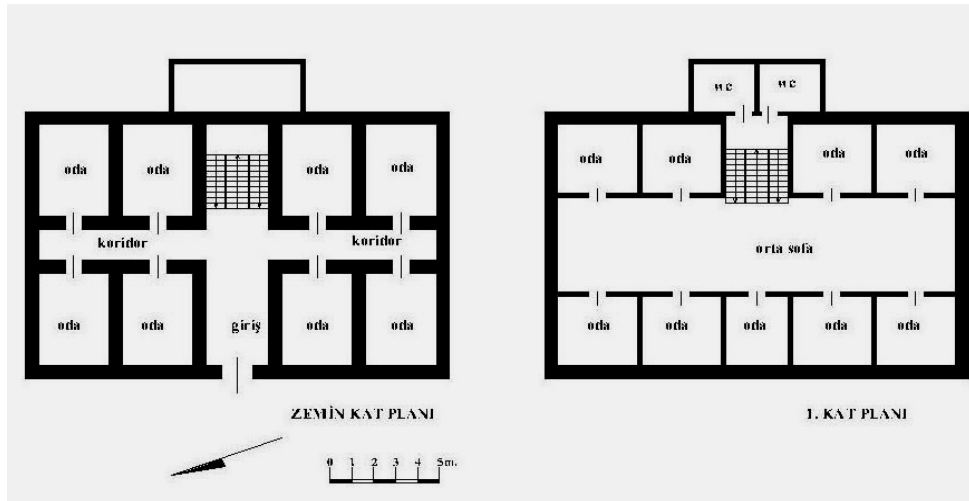 oda oda oda oda
koridor koridor
oda oda giriş oda oda
ZEMİN KAT PLANI
0 1 2 3 4 5m.
wc wc
oda oda oda oda
orta sofa
oda oda oda oda oda
1. KAT PLANI